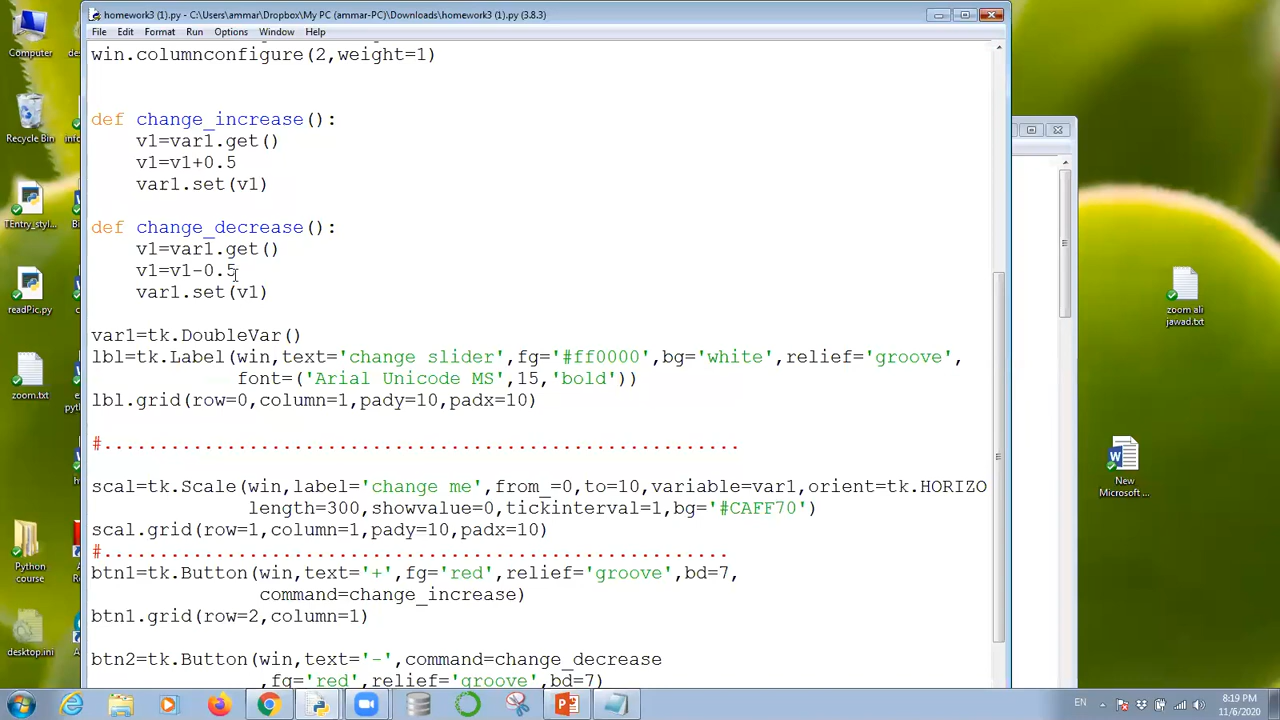 homework3 (1).py - C:\Users\ammar\Dropbox\My PC (ammar-PC)\Downloads\homework3 (1).py (3.8.3)
File Edit Format Run Options Window Help
win.columnconfigure(2,weight=1)
def change_increase():
    v1=var1.get()
    v1=v1+0.5
    var1.set(v1)
def change_decrease():
    v1=var1.get()
    v1=v1-0.5
    var1.set(v1)
var1=tk.DoubleVar()
lbl=tk.Label(win,text='change slider',fg='#ff0000',bg='white',relief='groove',
             font=('Arial Unicode MS',15,'bold'))
lbl.grid(row=0,column=1,pady=10,padx=10)
#.........................................................
scal=tk.Scale(win,label='change me',from_=0,to=10,variable=var1,orient=tk.HORIZO
              length=300,showvalue=0,tickinterval=1,bg='#CAFF70')
scal.grid(row=1,column=1,pady=10,padx=10)
#........................................................
btn1=tk.Button(win,text='+',fg='red',relief='groove',bd=7,
               command=change_increase)
btn1.grid(row=2,column=1)
btn2=tk.Button(win,text='-',command=change_decrease
               ,fg='red',relief='groove',bd=7)
Computer
Recycle Bin
TEntry_styl...
readPic.py
zoom.txt
Python course
desktop.ini
zoom ali jawad.txt
New Microsoft ...
EN
8:19 PM
11/6/2020